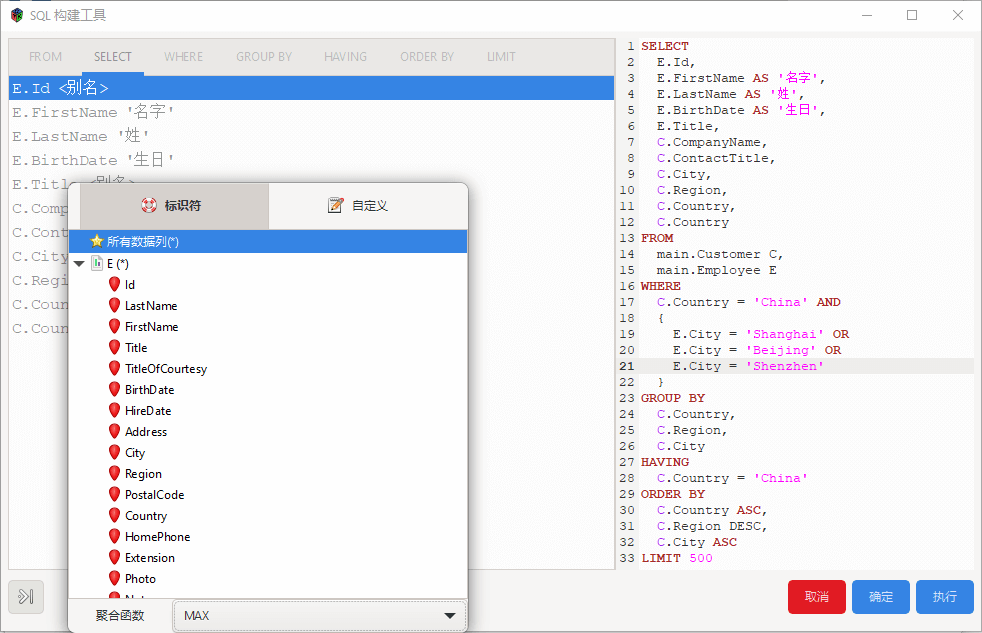 SQL 构建工具
FROM SELECT WHERE GROUP BY HAVING ORDER BY LIMIT
E.Id <别名>
E.FirstName '名字'
E.LastName '姓'
E.BirthDate '生日'
E.Title <别名>
C.Comp
C.Cont
C.City
C.Regi
C.Coun
C.Coun
标识符 自定义
所有数据列(*)
E (*)
Id
LastName
FirstName
Title
TitleOfCourtesy
BirthDate
HireDate
Address
City
Region
PostalCode
Country
HomePhone
Extension
Photo
聚合函数 MAX
1 SELECT
2 E.Id,
3 E.FirstName AS '名字',
4 E.LastName AS '姓',
5 E.BirthDate AS '生日',
6 E.Title,
7 C.CompanyName,
8 C.ContactTitle,
9 C.City,
10 C.Region,
11 C.Country,
12 C.Country
13 FROM
14 main.Customer C,
15 main.Employee E
16 WHERE
17 C.Country = 'China' AND
18 {
19 E.City = 'Shanghai' OR
20 E.City = 'Beijing' OR
21 E.City = 'Shenzhen'
22 }
23 GROUP BY
24 C.Country,
25 C.Region,
26 C.City
27 HAVING
28 C.Country = 'China'
29 ORDER BY
30 C.Country ASC,
31 C.Region DESC,
32 C.City ASC
33 LIMIT 500
取消 确定 执行